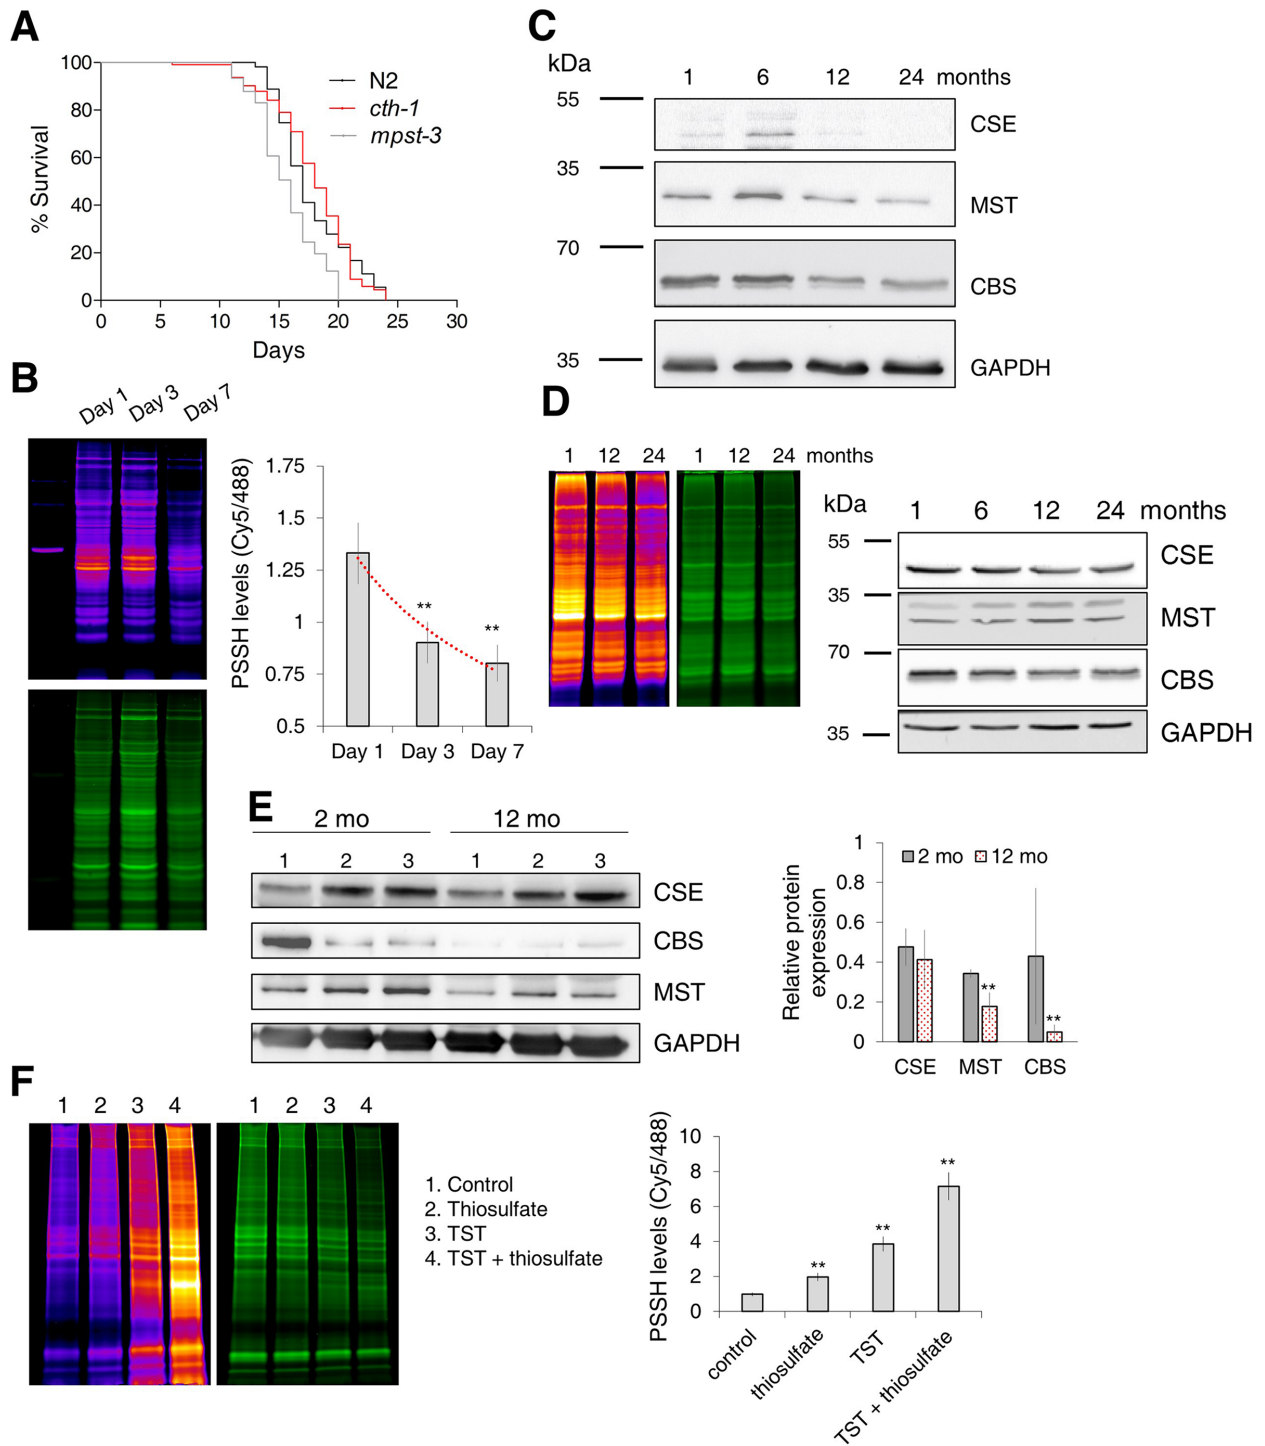 A
% Survival
100
80
60
40
20
0
0 5 10 15 20 25 30
Days
N2
cth-1
mpst-3
B
Day 1 Day 3 Day 7
PSSH levels (Cy5/488)
1.75
1.5
1.25
1
0.75
0.5
**
**
Day 1 Day 3 Day 7
C
kDa
1 6 12 24 months
55
CSE
35
MST
70
CBS
35
GAPDH
D
1 12 24 1 12 24 months
kDa
1 6 12 24 months
55
CSE
35
MST
70
CBS
35
GAPDH
E
2 mo 12 mo
1 2 3 1 2 3
CSE
CBS
MST
GAPDH
Relative protein
expression
1
0.8
0.6
0.4
0.2
0
2 mo 12 mo
**
**
CSE MST CBS
F
1 2 3 4 1 2 3 4
1. Control
2. Thiosulfate
3. TST
4. TST + thiosulfate
PSSH levels (Cy5/488)
10
8
6
4
2
0
**
**
**
control
thiosulfate
TST
TST + thiosulfate